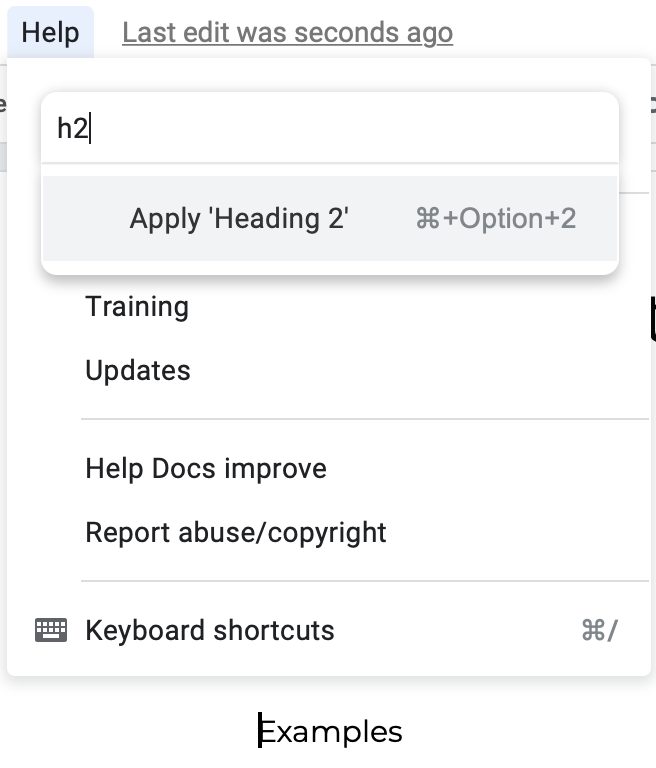 Help Last edit was seconds ago
h2
Apply 'Heading 2' ⌘+Option+2
Training
Updates
Help Docs improve
Report abuse/copyright
Keyboard shortcuts ⌘/
Examples